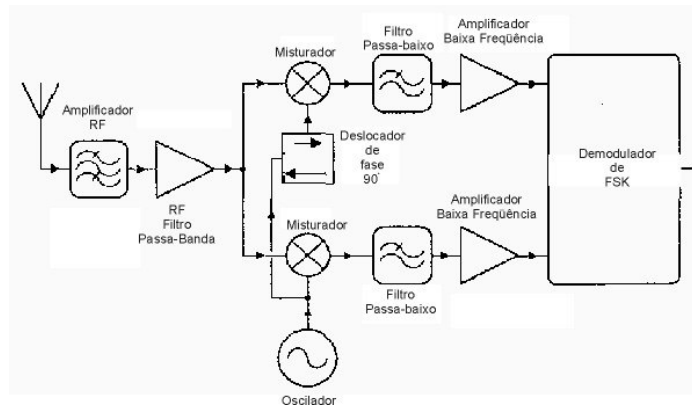 Amplificador
RF
RF
Filtro
Passa-Banda
Misturador
Filtro
Passa-baixo
Amplificador
Baixa Freqüência
Deslocador
de
fase
90°
Misturador
Filtro
Passa-baixo
Amplificador
Baixa Freqüência
Demodulador
de
FSK
Oscilador